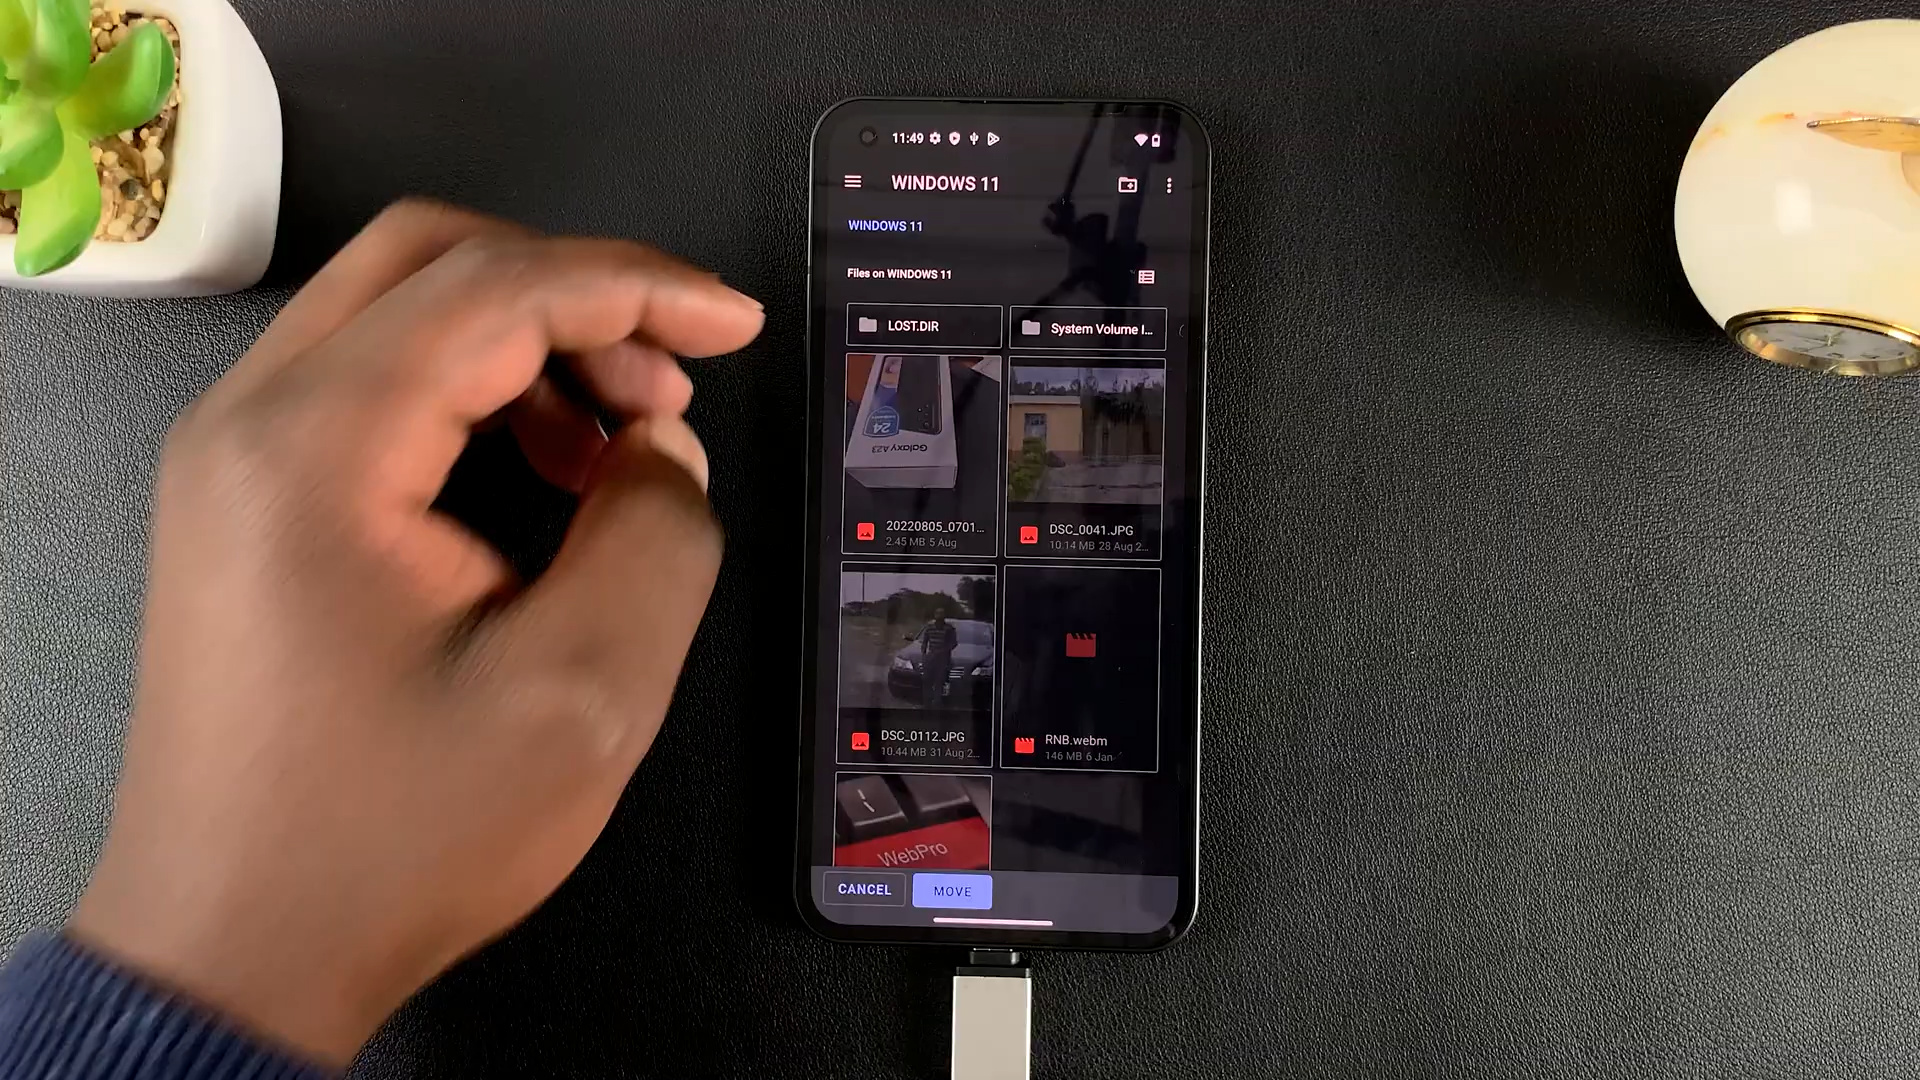 11:49
WINDOWS 11
WINDOWS 11
Files on WINDOWS 11
LOST.DIR
System Volume I...
24
Galaxy A23
20220805_0701...
2.45 MB 5 Aug
DSC_0041.JPG
10.14 MB 28 Aug 2...
DSC_0112.JPG
10.44 MB 31 Aug 2...
RNB.webm
146 MB 6 Jan
WebPro
CANCEL
MOVE